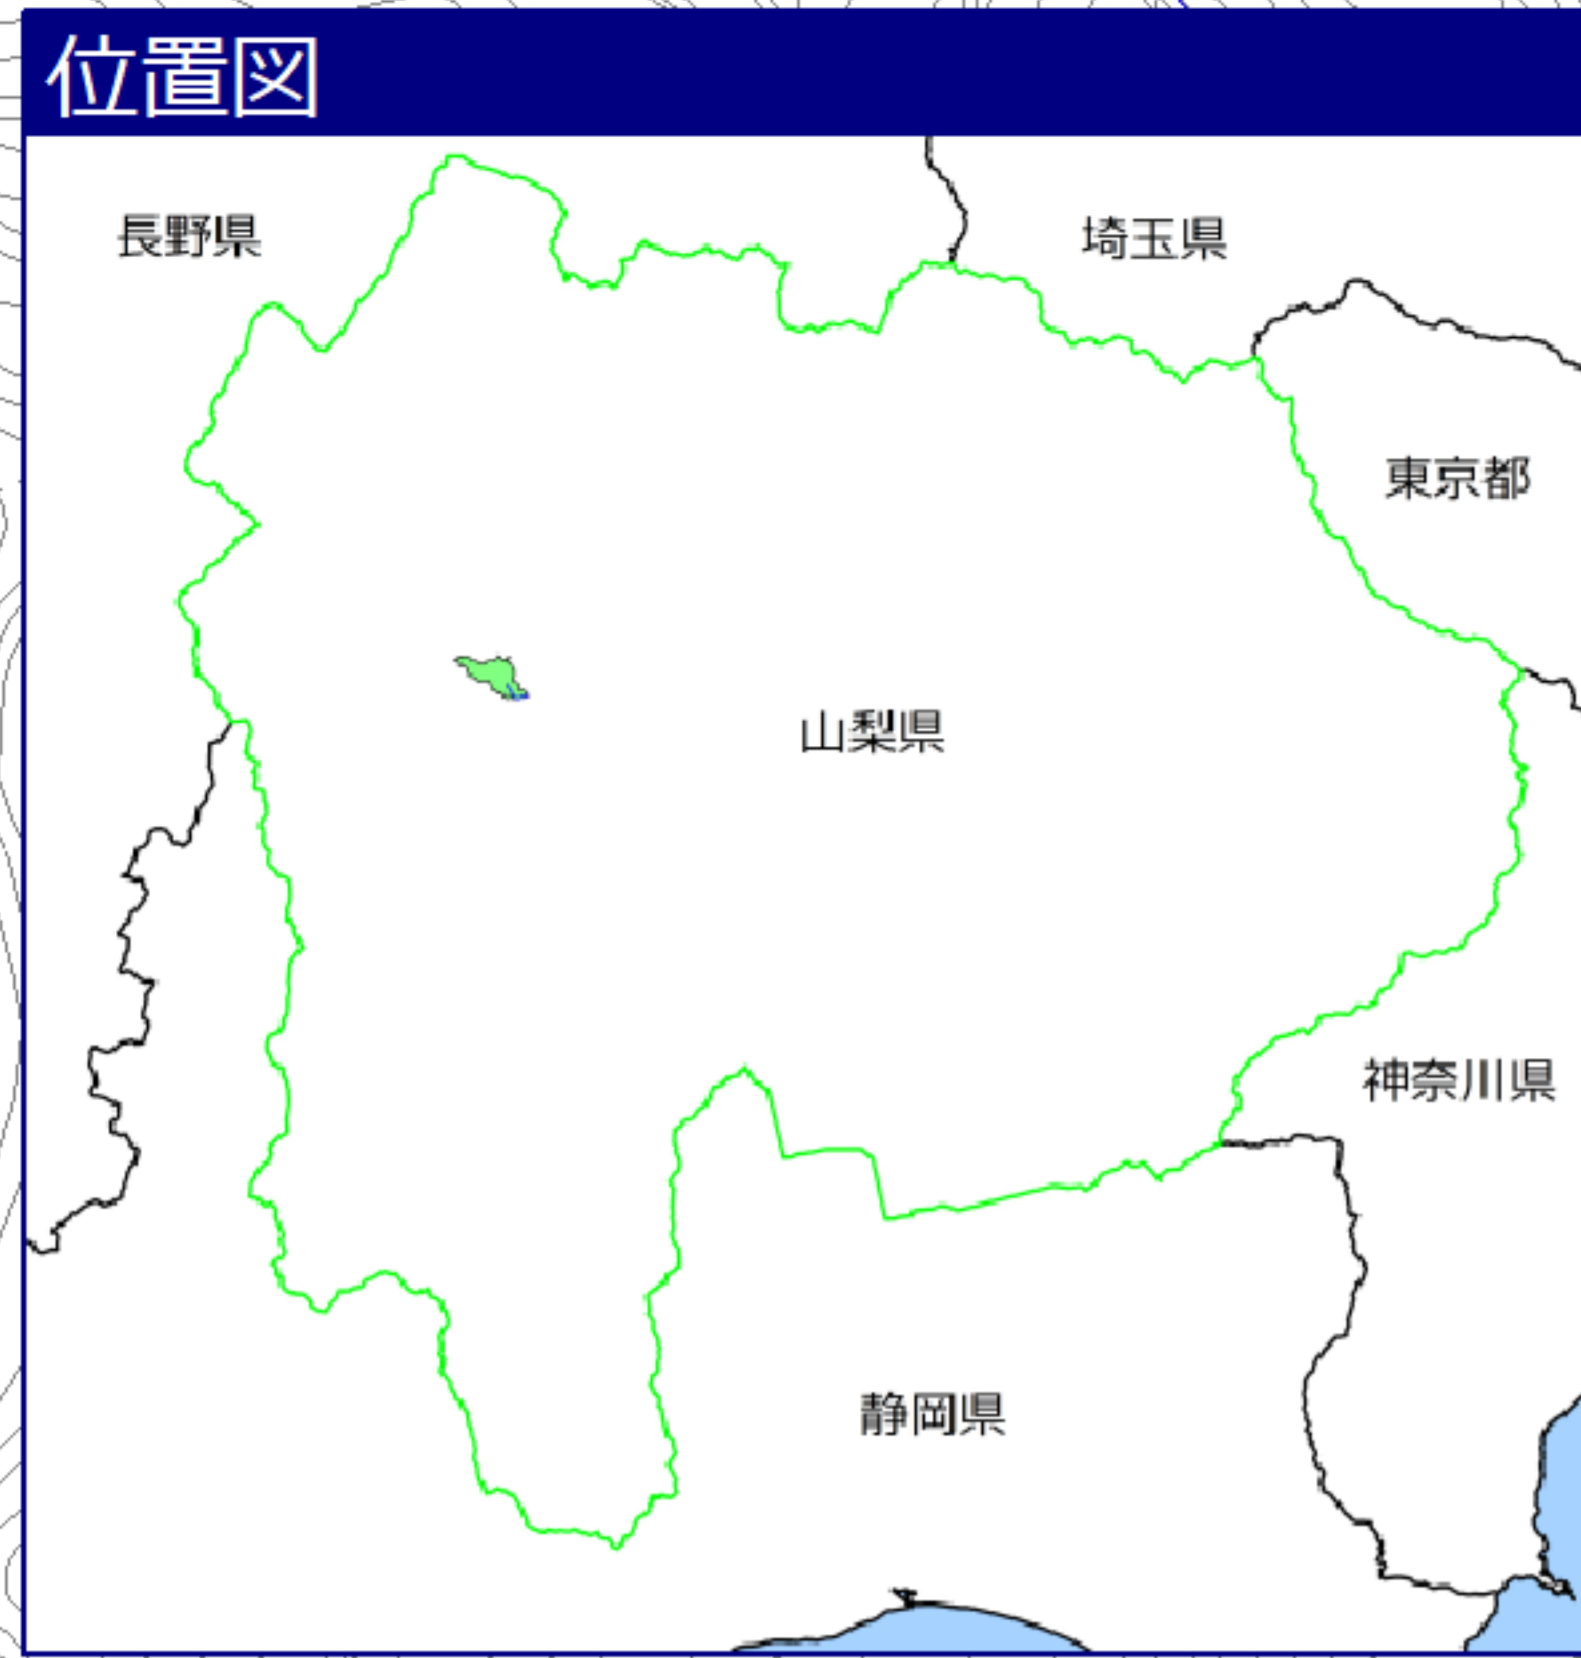 位置図
長野県
埼玉県
東京都
山梨県
神奈川県
静岡県